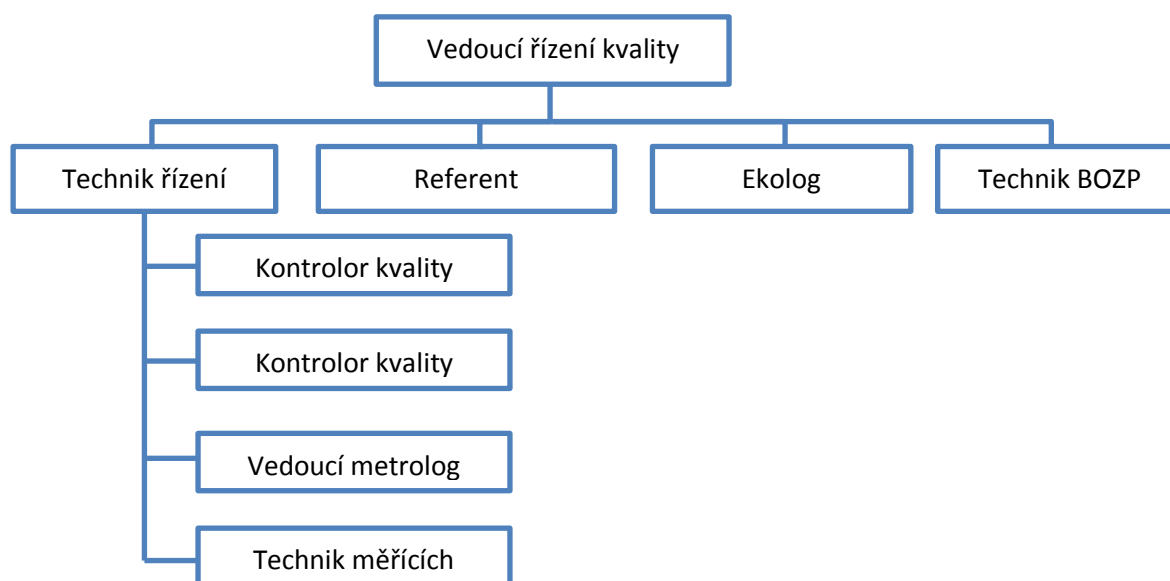 Vedoucí řízení kvality
Technik řízení
Referent
Ekolog
Technik BOZP
Kontrolor kvality
Kontrolor kvality
Vedoucí metrolog
Technik měřících